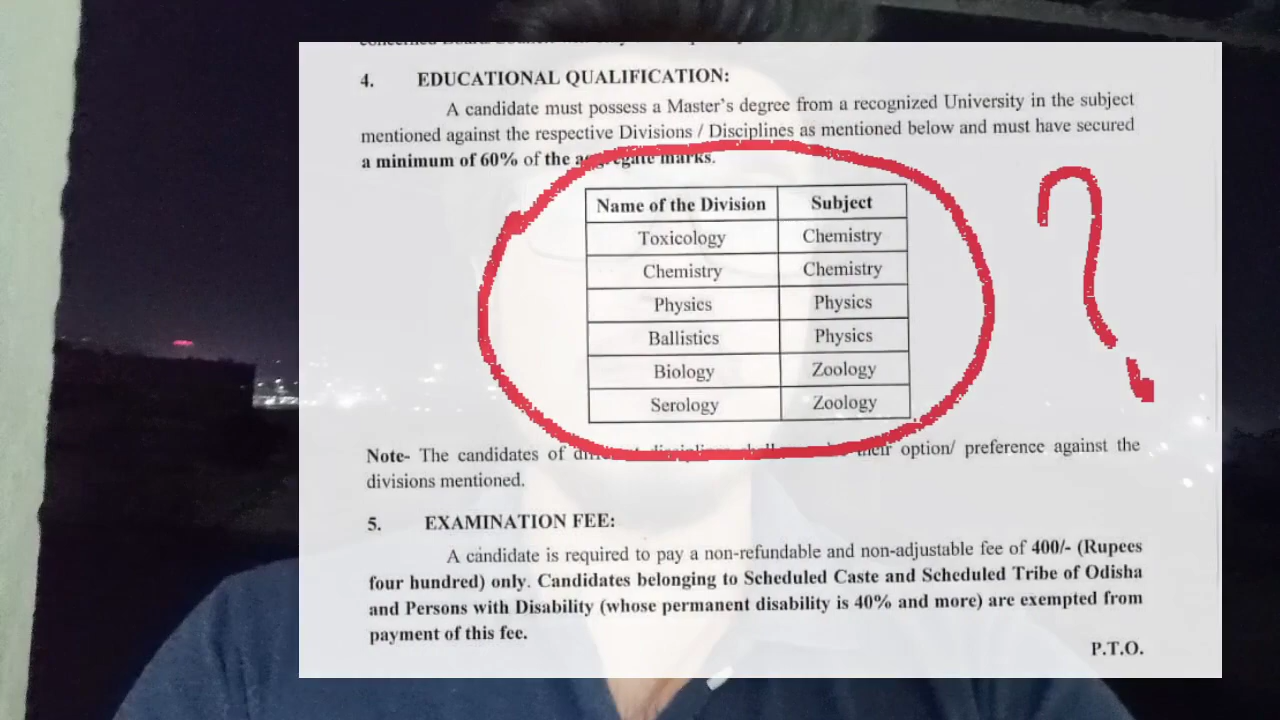 4. EDUCATIONAL QUALIFICATION:
A candidate must possess a Master's degree from a recognized University in the subject
mentioned against the respective Divisions / Disciplines as mentioned below and must have secured
a minimum of 60% of the aggregate marks.
Name of the Division Subject
Toxicology Chemistry
Chemistry Chemistry
Physics Physics
Ballistics Physics
Biology Zoology
Serology Zoology
?
Note- The candidates of different their option/ preference against the
divisions mentioned.
5. EXAMINATION FEE:
A candidate is required to pay a non-refundable and non-adjustable fee of 400/- (Rupees
four hundred) only. Candidates belonging to Scheduled Caste and Scheduled Tribe of Odisha
and Persons with Disability (whose permanent disability is 40% and more) are exempted from
payment of this fee.
P.T.O.